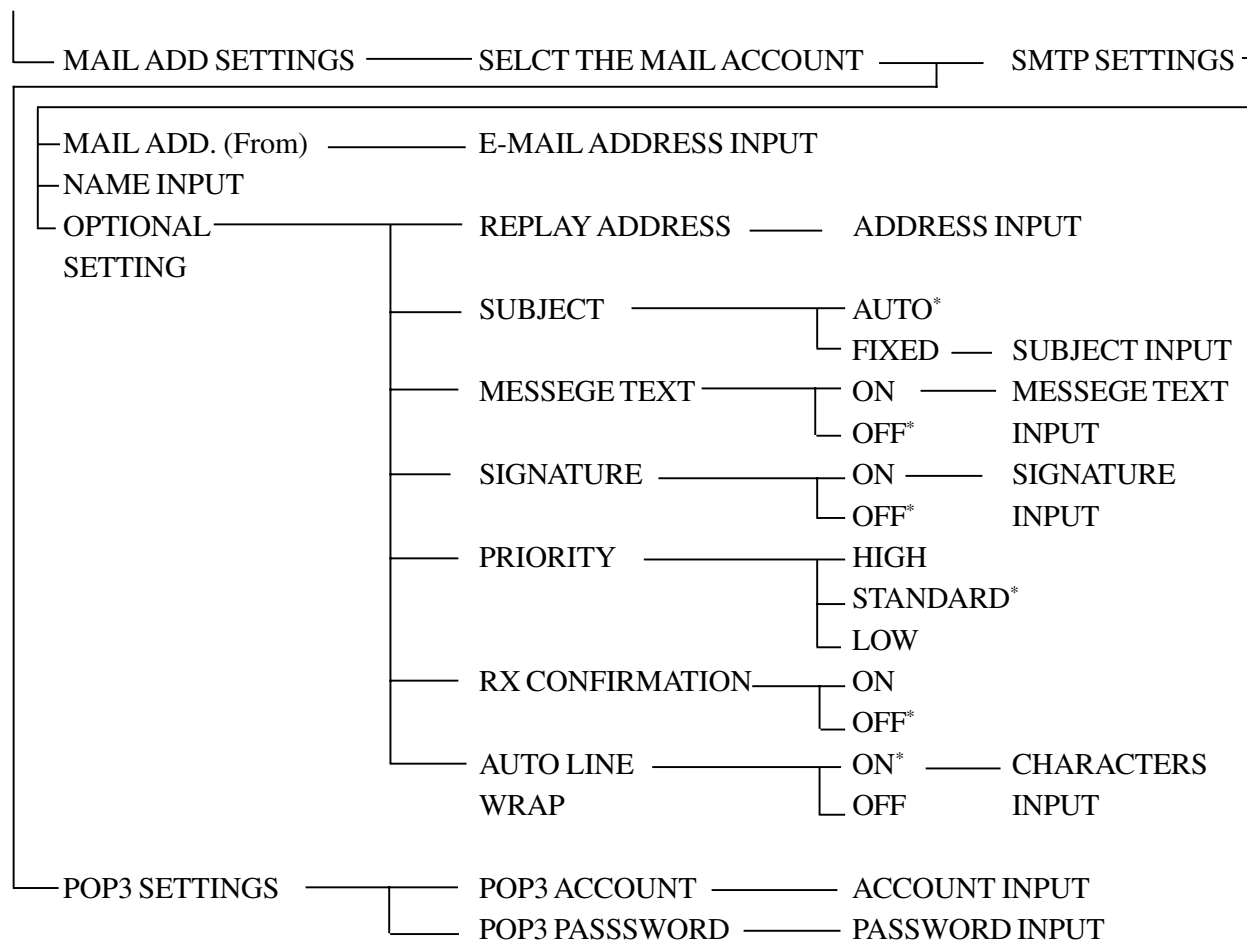 MAIL ADD SETTINGS SELCT THE MAIL ACCOUNT SMTP SETTINGS
MAIL ADD. (From) E-MAIL ADDRESS INPUT
NAME INPUT
OPTIONAL REPLAY ADDRESS ADDRESS INPUT
SETTING
SUBJECT AUTO*
FIXED SUBJECT INPUT
MESSEGE TEXT ON MESSEGE TEXT
OFF* INPUT
SIGNATURE ON SIGNATURE
OFF* INPUT
PRIORITY HIGH
STANDARD*
LOW
RX CONFIRMATION ON
OFF*
AUTO LINE ON* CHARACTERS
WRAP OFF INPUT
POP3 SETTINGS POP3 ACCOUNT ACCOUNT INPUT
POP3 PASSSWORD PASSWORD INPUT